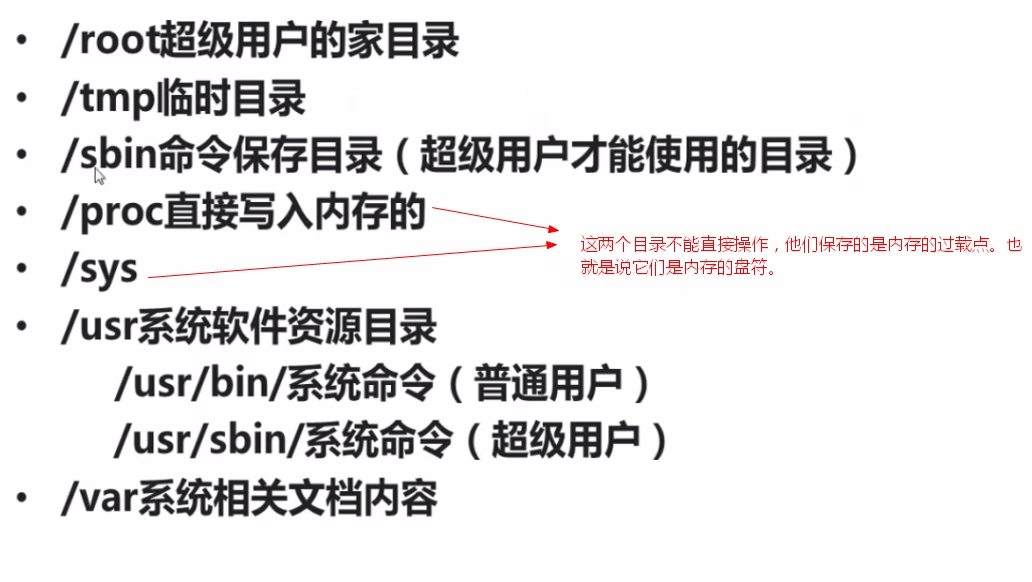 • /root超级用户的家目录
• /tmp临时目录
• /sbin命令保存目录（超级用户才能使用的目录）
• /proc直接写入内存的
• /sys
这两个目录不能直接操作，他们保存的是内存的过载点。也
就是说它们是内存的盘符。
• /usr系统软件资源目录
/usr/bin/系统命令（普通用户）
/usr/sbin/系统命令（超级用户）
• /var系统相关文档内容